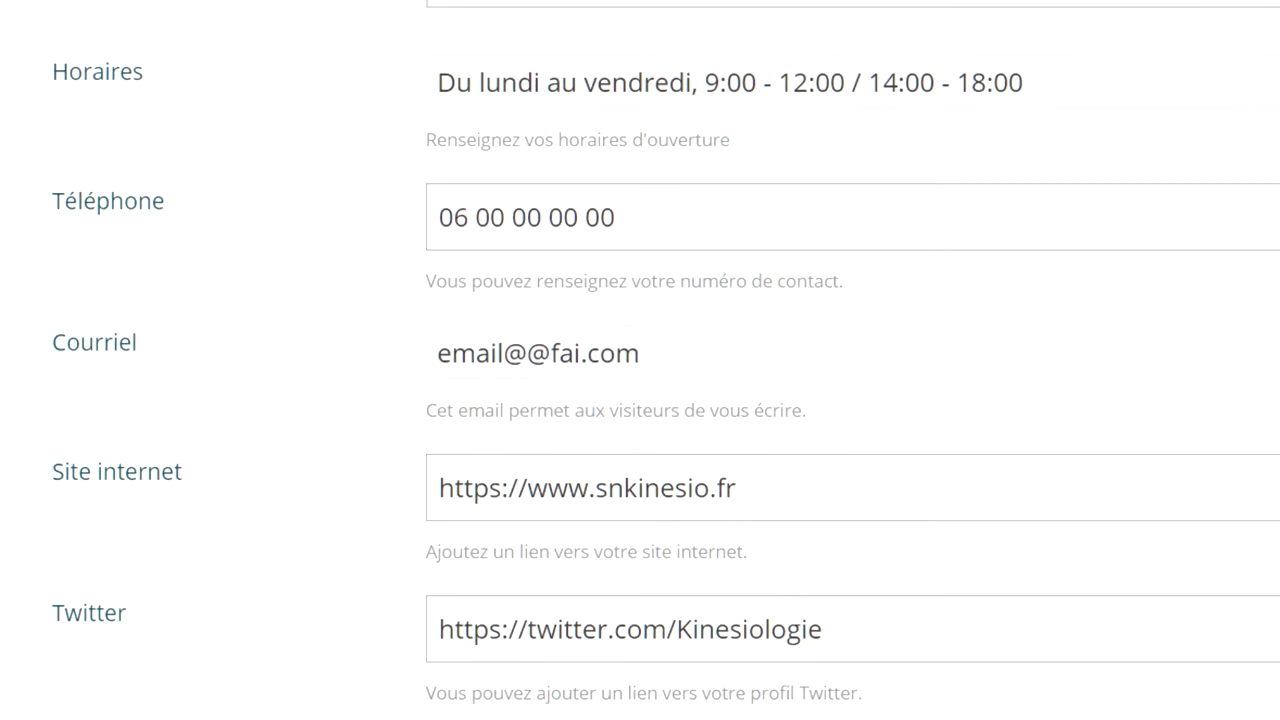 Horaires
Du lundi au vendredi, 9:00 - 12:00 / 14:00 - 18:00
Renseignez vos horaires d'ouverture
Téléphone
06 00 00 00 00
Vous pouvez renseignez votre numéro de contact.
Courriel
email@@fai.com
Cet email permet aux visiteurs de vous écrire.
Site internet
https://www.snkinesio.fr
Ajoutez un lien vers votre site internet.
Twitter
https://twitter.com/Kinesiologie
Vous pouvez ajouter un lien vers votre profil Twitter.